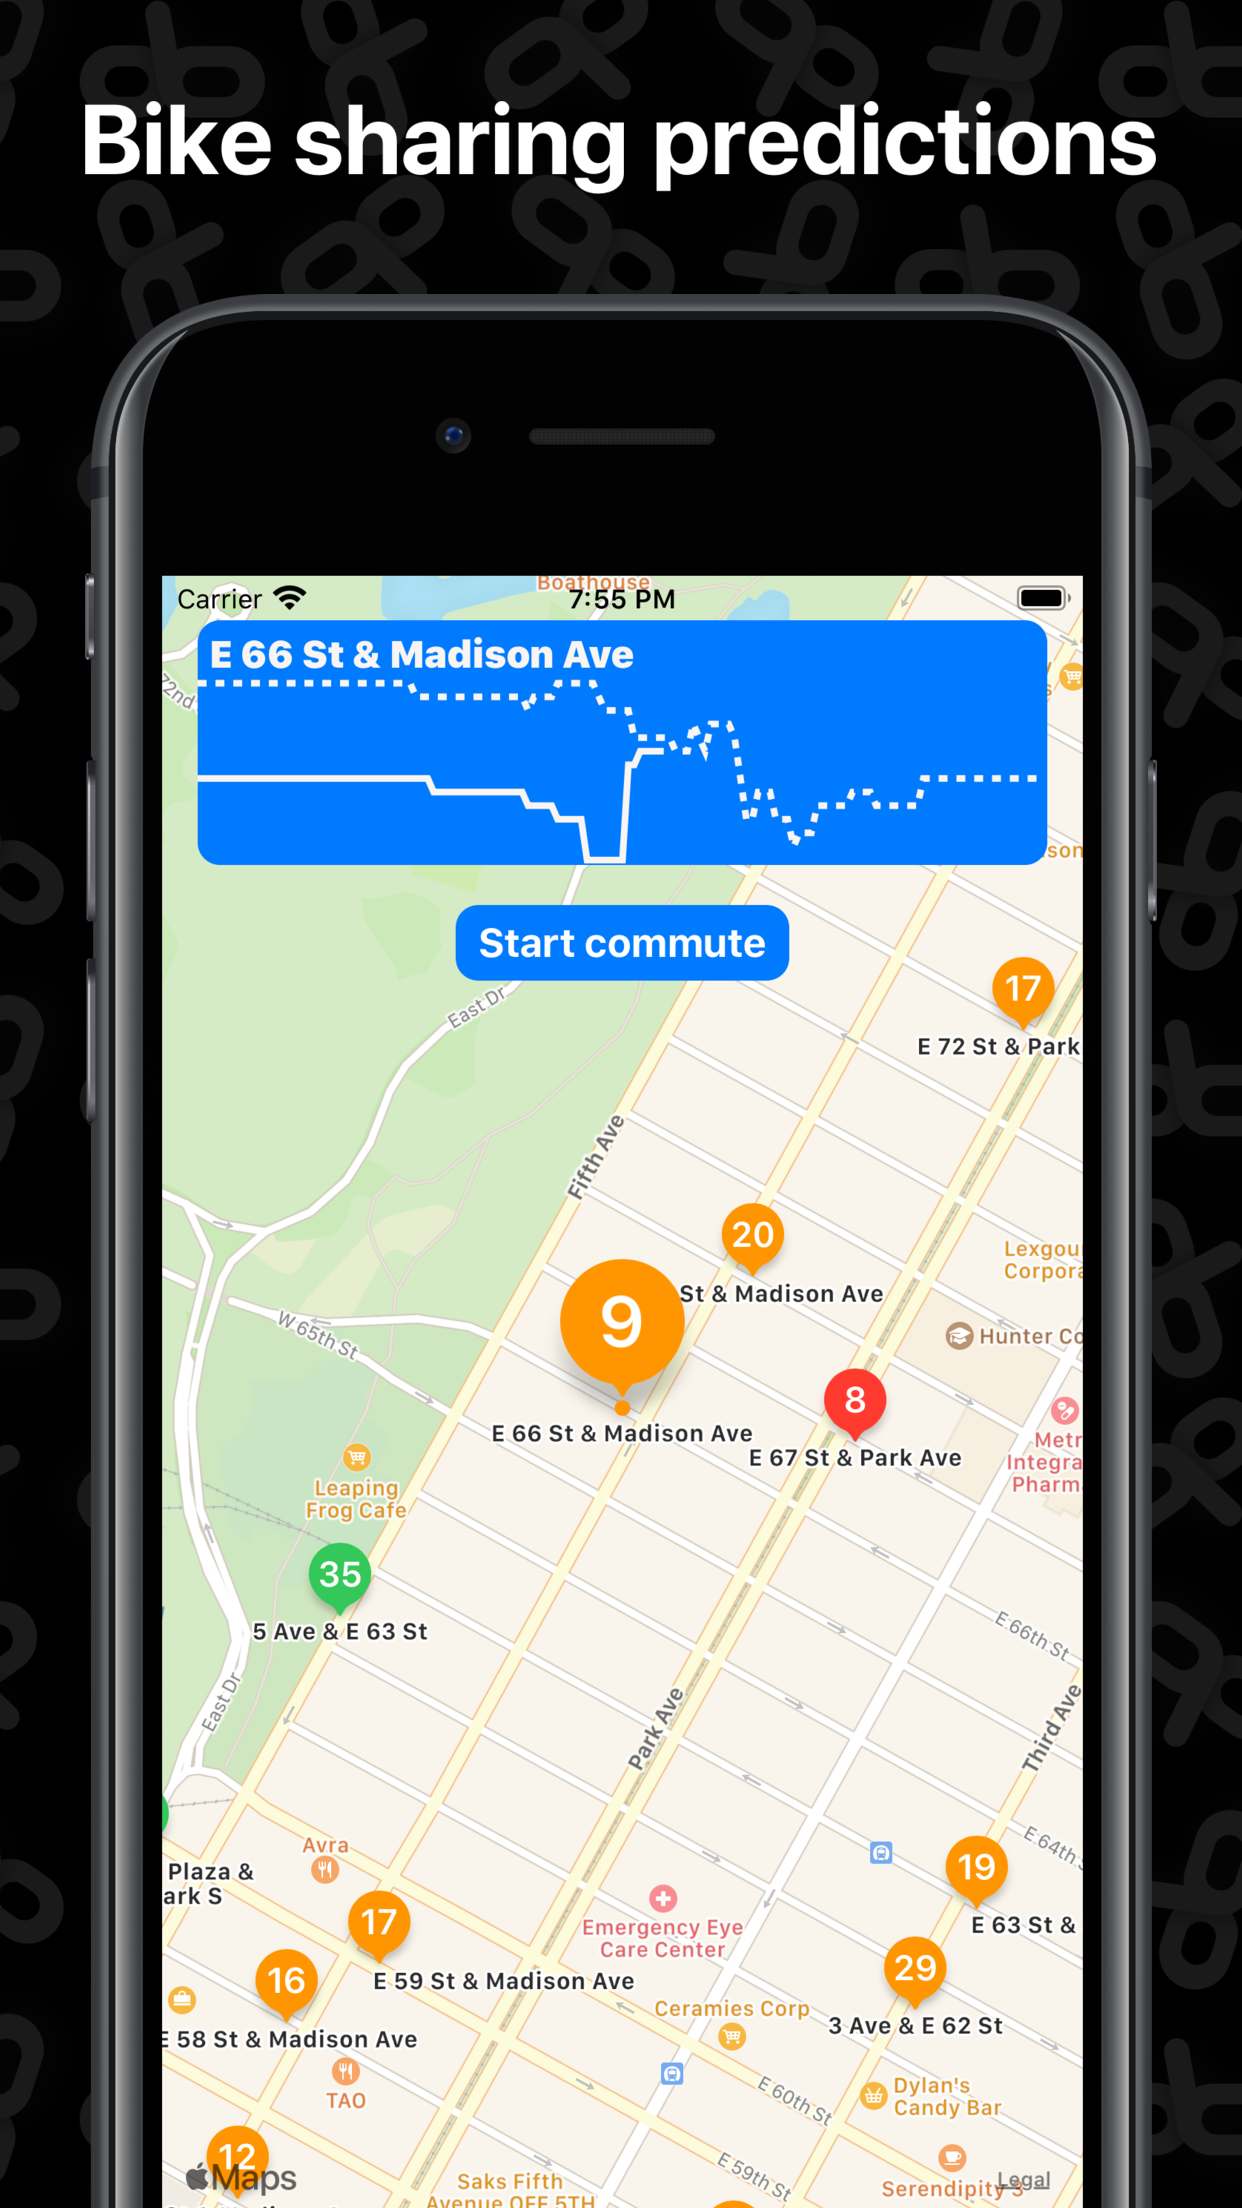 Bike sharing predictions
Boathouse
Carrier
7:55 PM
E 66 St & Madison Ave
72nd
son
Start commute
East Dr
17
E 72 St & Park
Fifth Ave
20
St & Madison Ave
Lexgou
Corpora
9
W 65th St
Hunter Co
8
E 66 St & Madison Ave
E 67 St & Park Ave
Metr
Integra
Pharma
Leaping
Frog Cafe
35
5 Ave & E 63 St
E 66th St
East Dr
Park Ave
Third Ave
Avra
E 64th
19
Plaza &
ark S
17
Emergency Eye
Care Center
E 63 St &
16
E 59 St & Madison Ave
29
Ceramies Corp
3 Ave & E 62 St
E 58 St & Madison Ave
TAO
E 60th St
Dylan's
Candy Bar
12
Maps
E 59th St
Saks Fifth
Avenue OFF 5TH
Serendipity 3
Legal